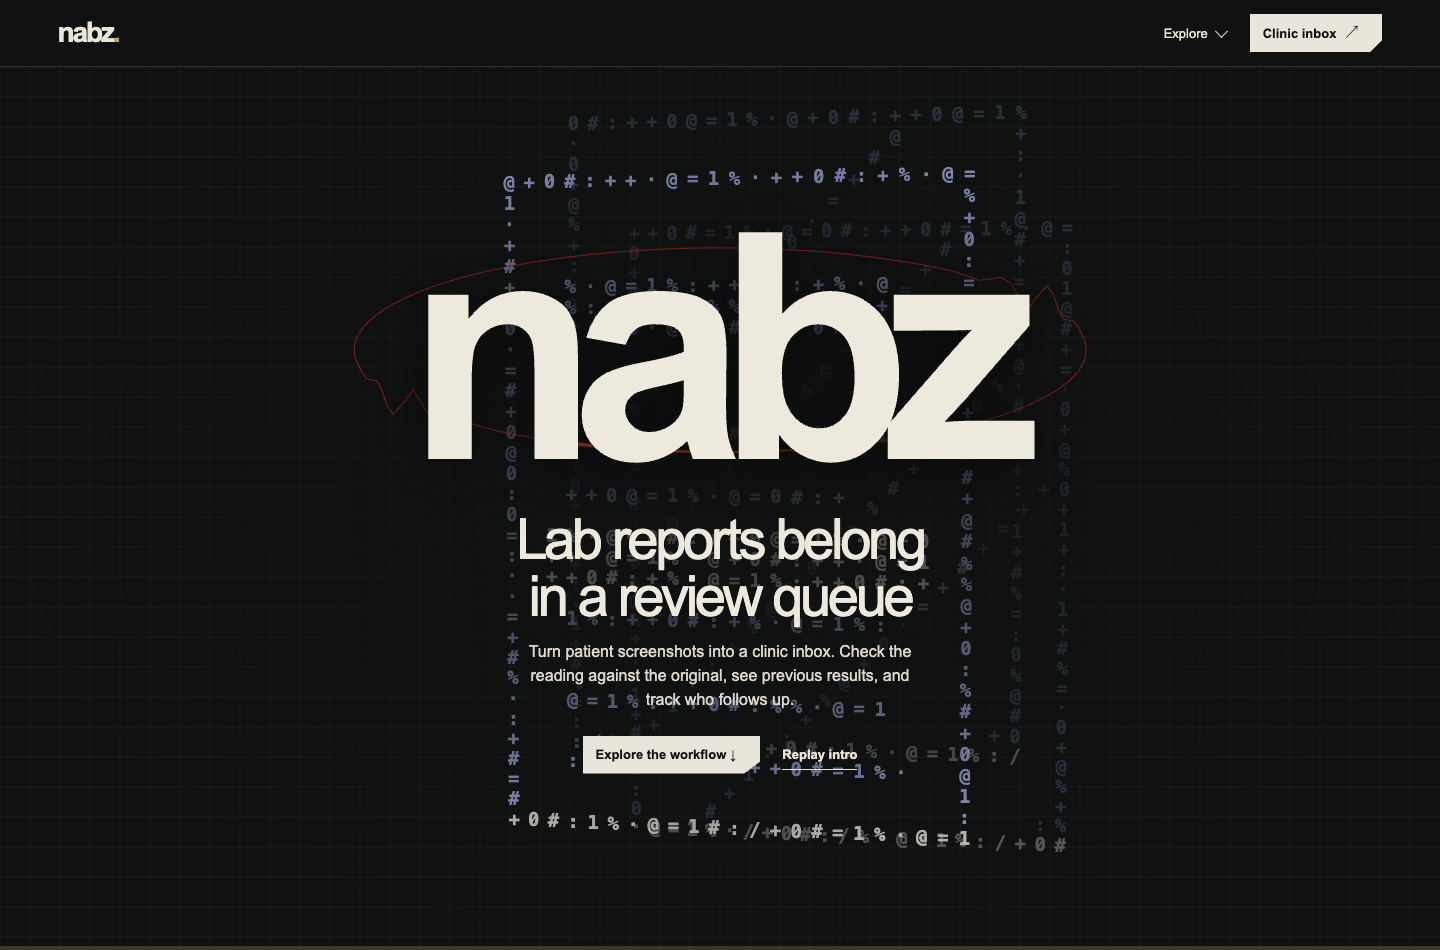 nabz.
Explore
Clinic inbox ↗
nabz
Lab reports belong
in a review queue
Turn patient screenshots into a clinic inbox. Check the
reading against the original, see previous results, and
track who follows up.
Explore the workflow ↓
Replay intro